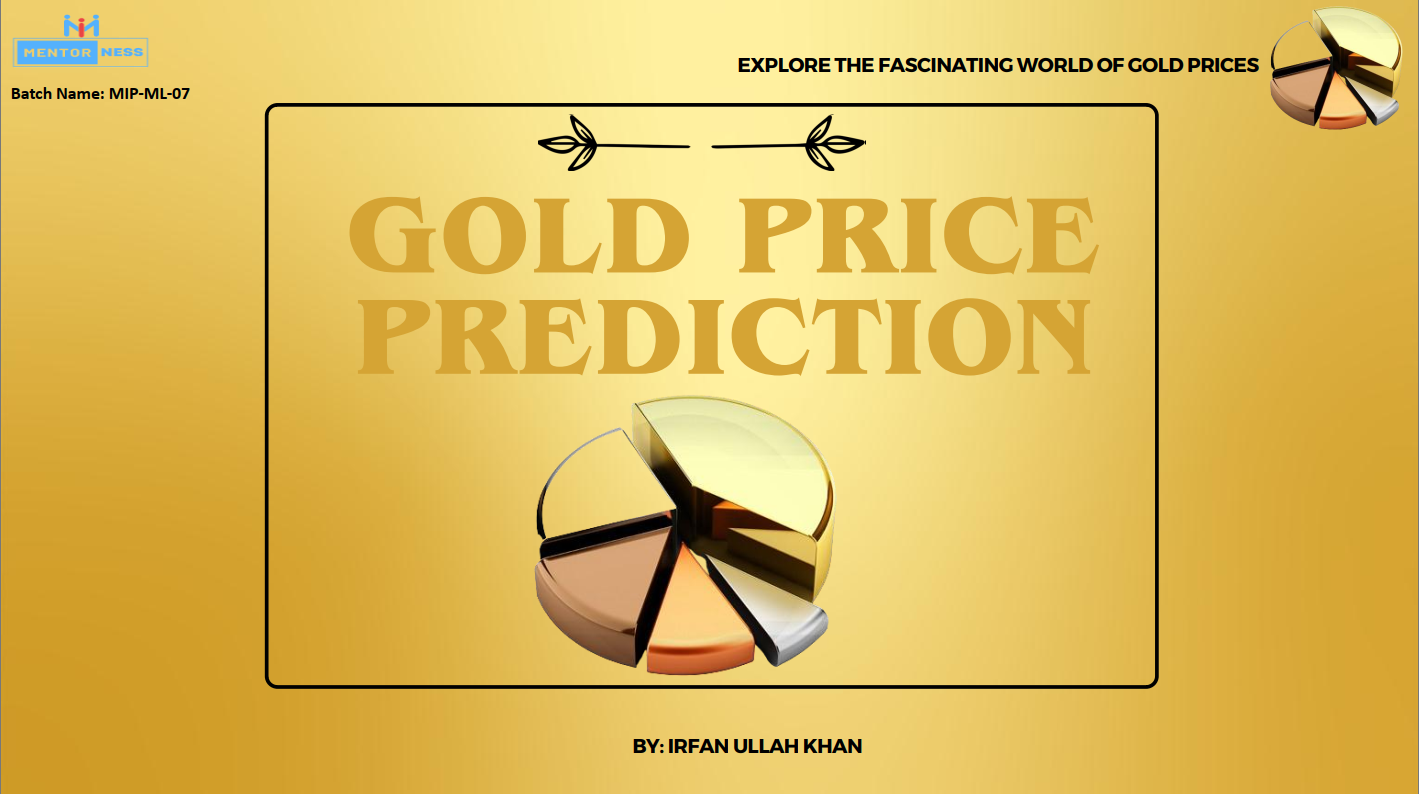 MENTOR NESS
EXPLORE THE FASCINATING WORLD OF GOLD PRICES
Batch Name: MIP-ML-07
GOLD PRICE
PREDICTION
BY: IRFAN ULLAH KHAN